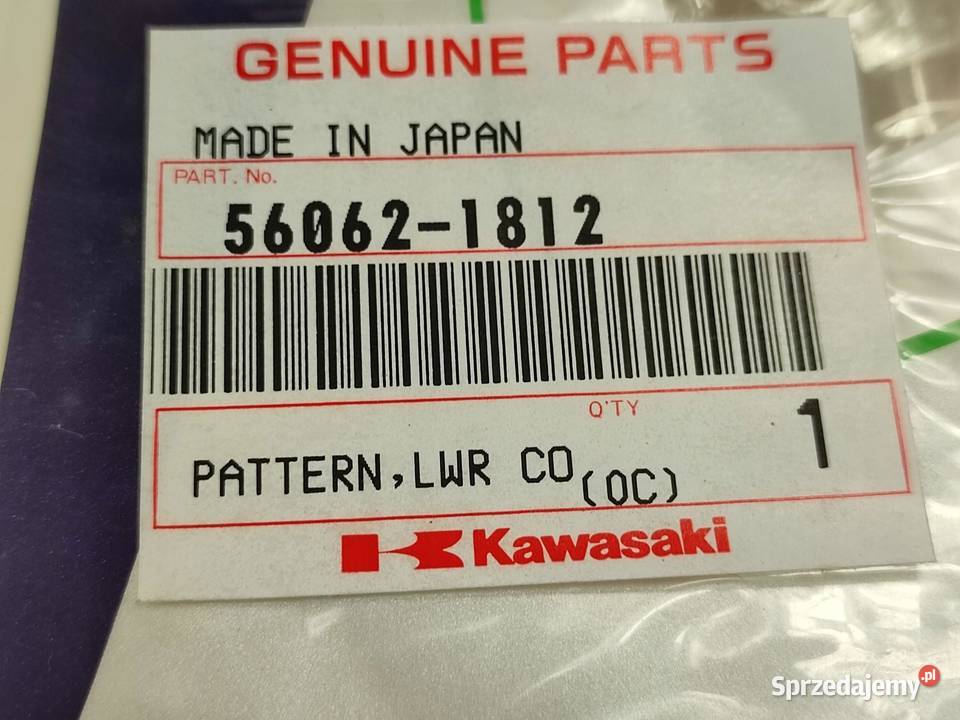 GENUINE PARTS
MADE IN JAPAN
PART. No.
56062-1812
Q'TY
1
PATTERN,LWR CO(OC)
Kawasaki
Sprzedajemy.pl